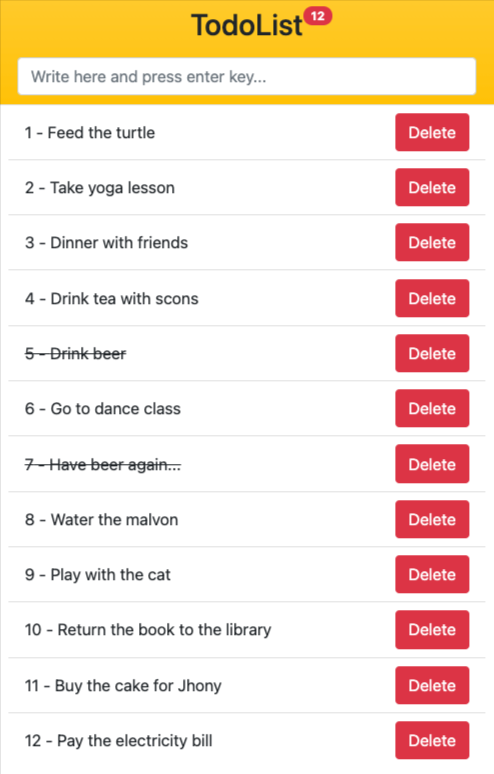 TodoList 12
Write here and press enter key...
1 - Feed the turtle Delete
2 - Take yoga lesson Delete
3 - Dinner with friends Delete
4 - Drink tea with scons Delete
5 - Drink beer Delete
6 - Go to dance class Delete
7 - Have beer again... Delete
8 - Water the malvon Delete
9 - Play with the cat Delete
10 - Return the book to the library Delete
11 - Buy the cake for Jhony Delete
12 - Pay the electricity bill Delete